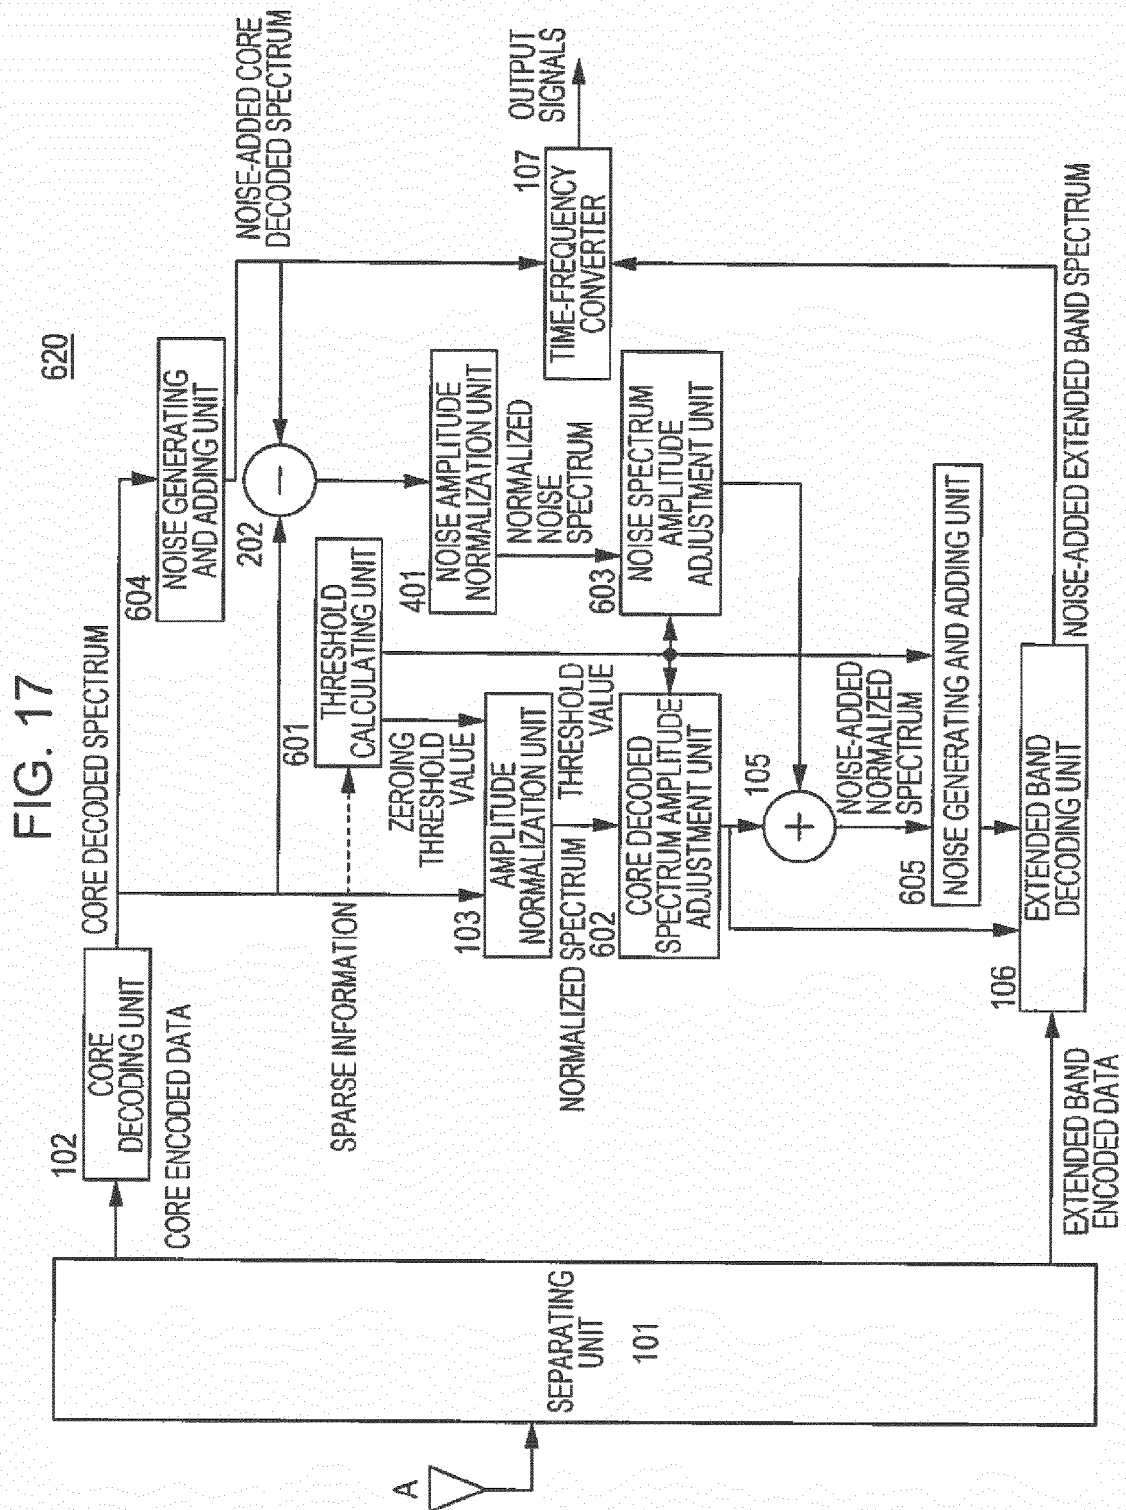 FIG. 17
620
A
SEPARATING
UNIT
101
102
CORE
DECODING UNIT
CORE ENCODED DATA
CORE DECODED SPECTRUM
604
NOISE GENERATING
AND ADDING UNIT
NOISE-ADDED CORE
DECODED SPECTRUM
202
−
SPARSE INFORMATION
601
THRESHOLD
CALCULATING UNIT
ZEROING
THRESHOLD
VALUE
401
NOISE AMPLITUDE
NORMALIZATION UNIT
NORMALIZED
NOISE
SPECTRUM
103
AMPLITUDE
NORMALIZATION UNIT
NORMALIZED SPECTRUM
THRESHOLD
VALUE
602
CORE DECODED
SPECTRUM AMPLITUDE
ADJUSTMENT UNIT
603
NOISE SPECTRUM
AMPLITUDE
ADJUSTMENT UNIT
107
TIME-FREQUENCY
CONVERTER
OUTPUT
SIGNALS
105
+
NOISE-ADDED
NORMALIZED
SPECTRUM
605
NOISE GENERATING AND ADDING UNIT
106
EXTENDED BAND
DECODING UNIT
EXTENDED BAND
ENCODED DATA
NOISE-ADDED EXTENDED BAND SPECTRUM